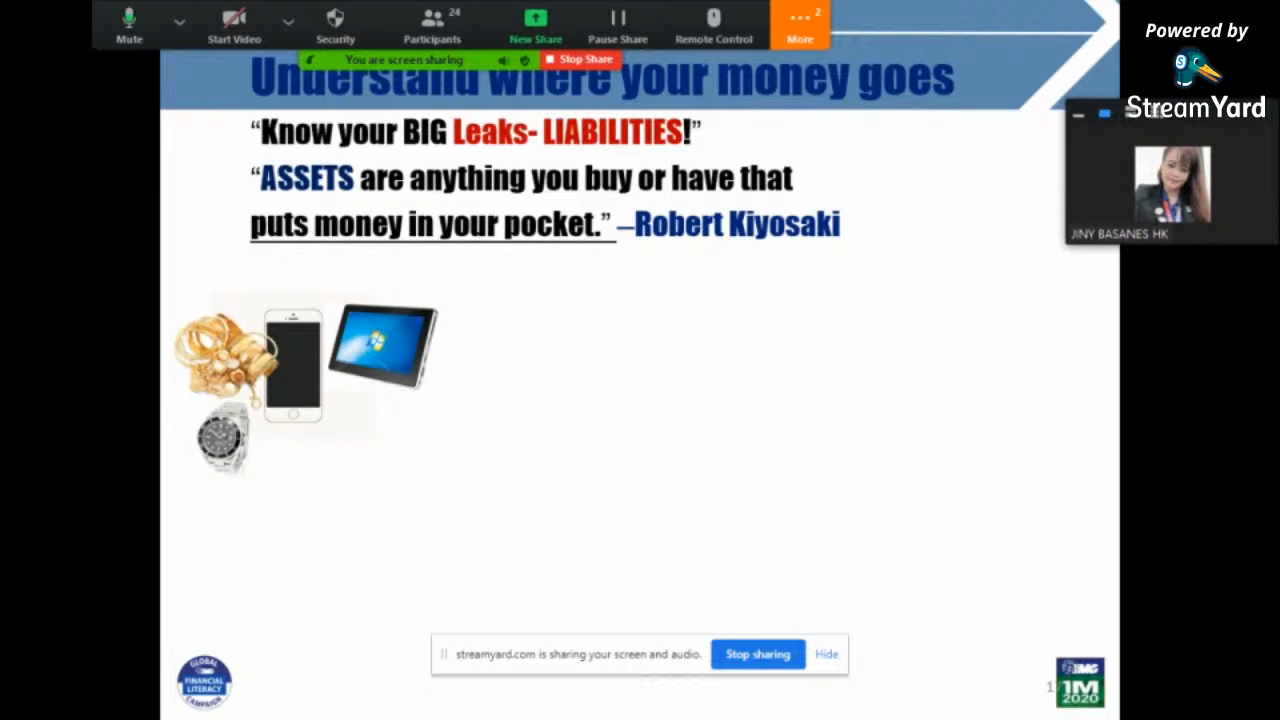 24
2
Mute
Start Video
Security
Participants
New Share
Pause Share
Remote Control
More
You are screen sharing
Stop Share
Powered by
StreamYard
Understand where your money goes
“Know your BIG Leaks- LIABILITIES!”
“ASSETS are anything you buy or have that
puts money in your pocket.” –Robert Kiyosaki
JINY BASANES HK
streamyard.com is sharing your screen and audio.
Stop sharing
Hide
GLOBAL
FINANCIAL
LITERACY
CAMPAIGN
IMG
1M
2020